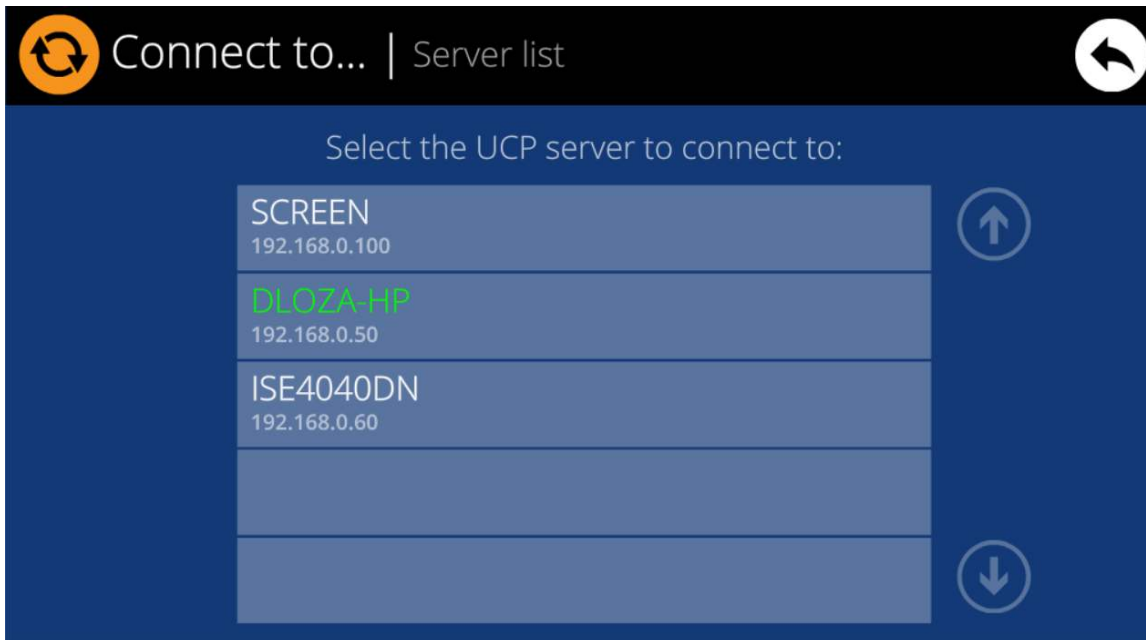 Connect to... | Server list
Select the UCP server to connect to:
SCREEN
192.168.0.100
DLOZA-HP
192.168.0.50
ISE4040DN
192.168.0.60